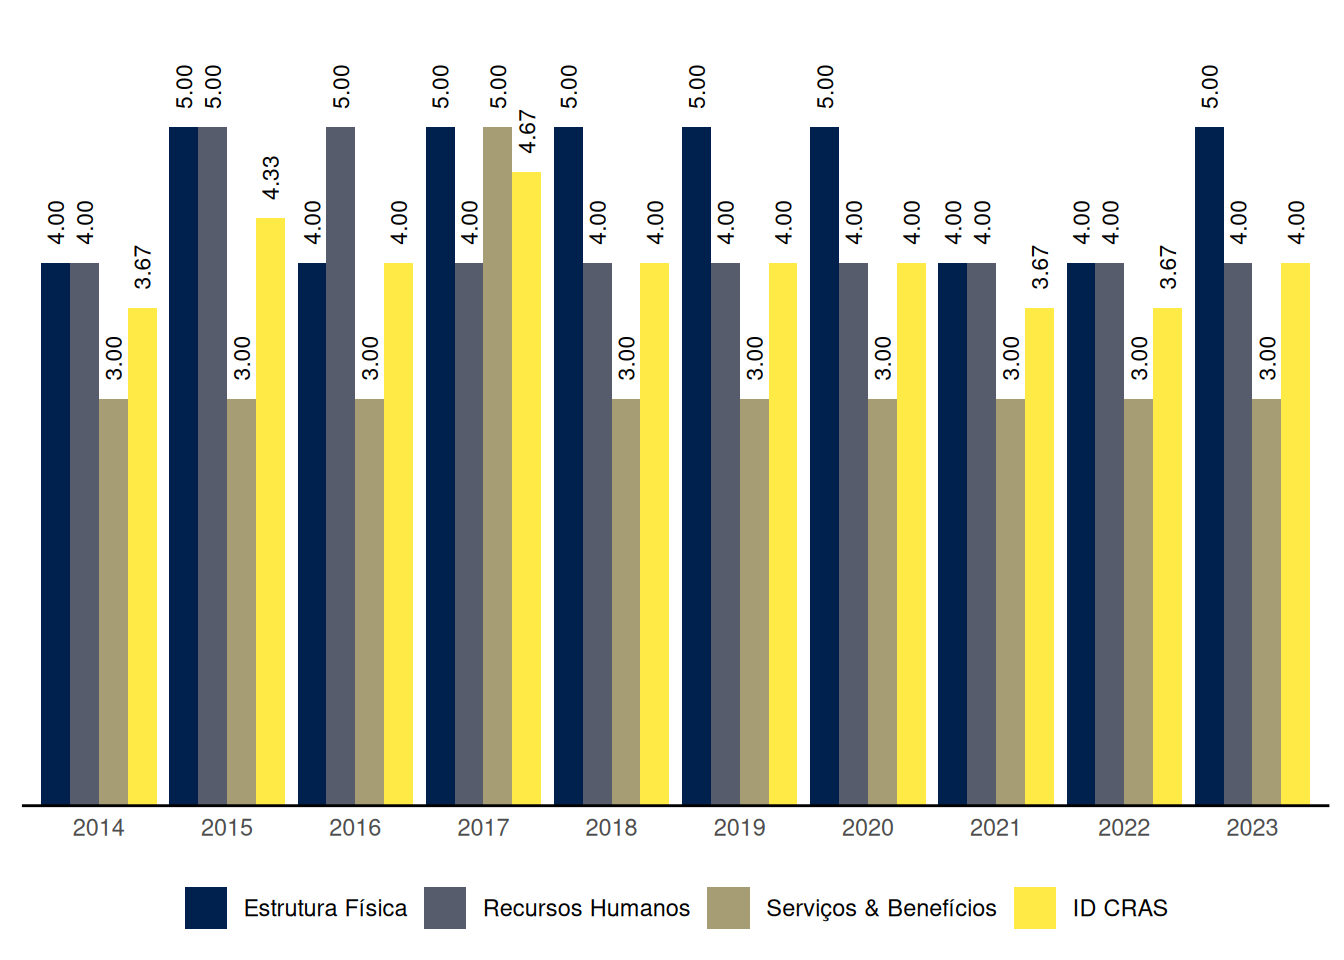 5.00 5.00 5.00 5.00 5.00 5.00 5.00 5.00 5.00
4.67
4.33
4.00 4.00 4.00 4.00 4.00 4.00 4.00 4.00 4.00 4.00 4.00 4.00 4.00 4.00 4.00 4.00 4.00
3.67 3.67 3.67
3.00 3.00 3.00 3.00 3.00 3.00 3.00 3.00 3.00
2014 2015 2016 2017 2018 2019 2020 2021 2022 2023
Estrutura Física Recursos Humanos Serviços & Benefícios ID CRAS